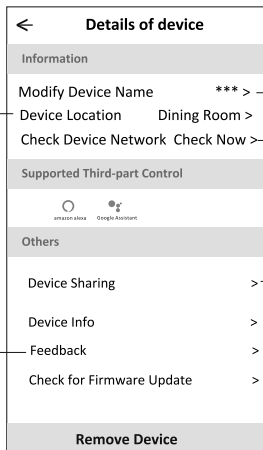 ← Details of device
Information
Modify Device Name *** >
Device Location Dining Room >
Check Device Network Check Now >
Supported Third-part Control
amazon alexa Google Assistant
Others
Device Sharing >
Device Info >
Feedback >
Check for Firmware Update >
Remove Device